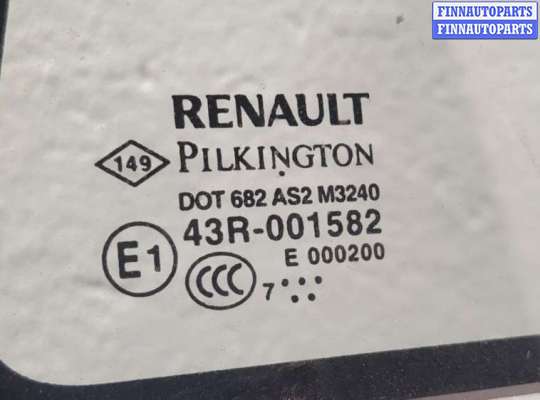 FINNAUTOPARTS
FINNAUTOPARTS
RENAULT
149 PILKINGTON
DOT 682 AS2 M3240
43R-001582
E1
E 000200
CCC 7